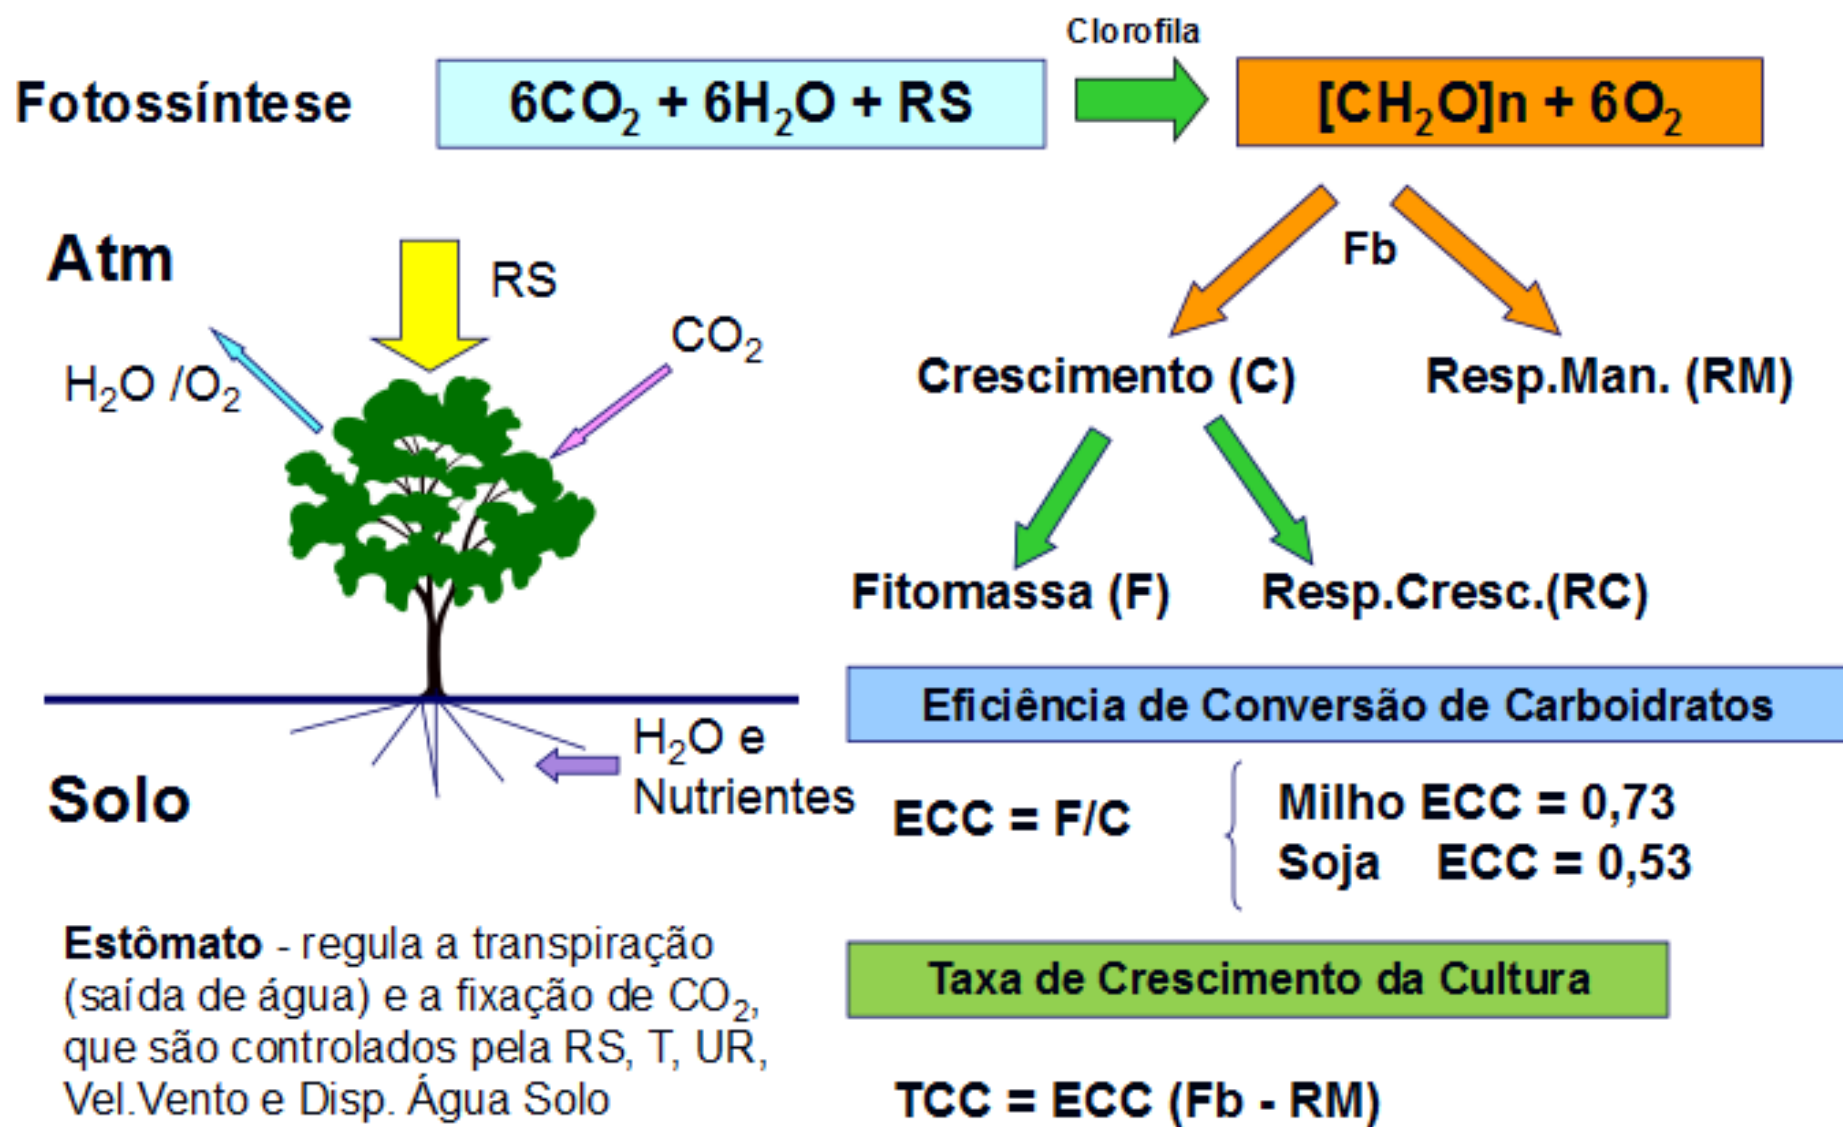 Clorofila
Fotossíntese
6CO₂ + 6H₂O + RS
[CH₂O]n + 6O₂
Atm
RS
CO₂
H₂O /O₂
Fb
Crescimento (C)
Resp.Man. (RM)
Fitomassa (F)
Resp.Cresc.(RC)
Solo
H₂O e
Nutrientes
Eficiência de Conversão de Carboidratos
ECC = F/C
Milho ECC = 0,73
Soja ECC = 0,53
Estômato - regula a transpiração
(saída de água) e a fixação de CO₂,
que são controlados pela RS, T, UR,
Vel.Vento e Disp. Água Solo
Taxa de Crescimento da Cultura
TCC = ECC (Fb - RM)